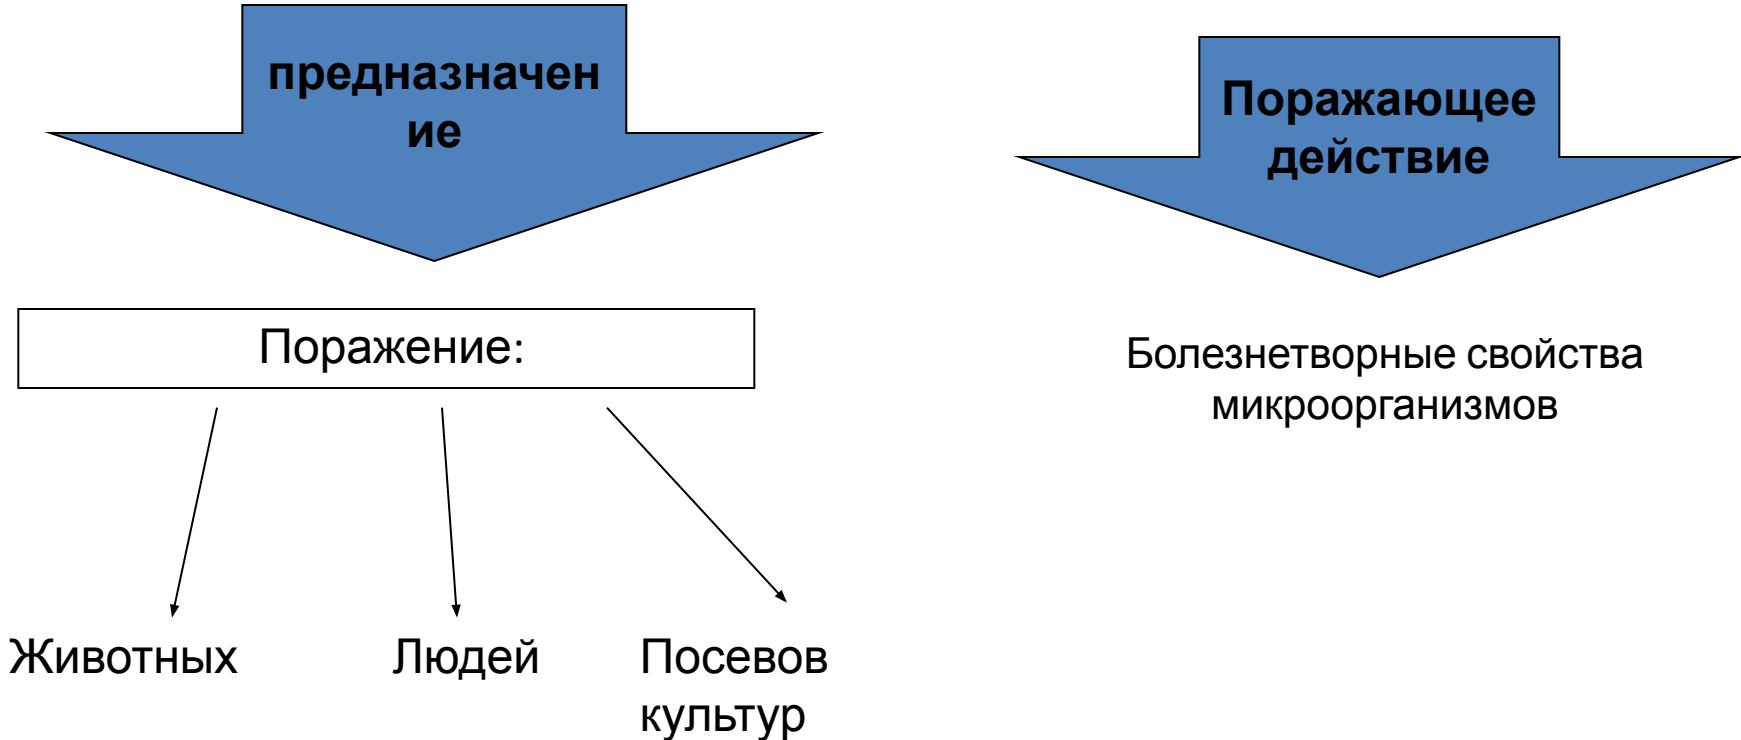 предназначен
ие
Поражающее
действие
Поражение:
Болезнетворные свойства
микроорганизмов
Животных
Людей
Посевов
культур